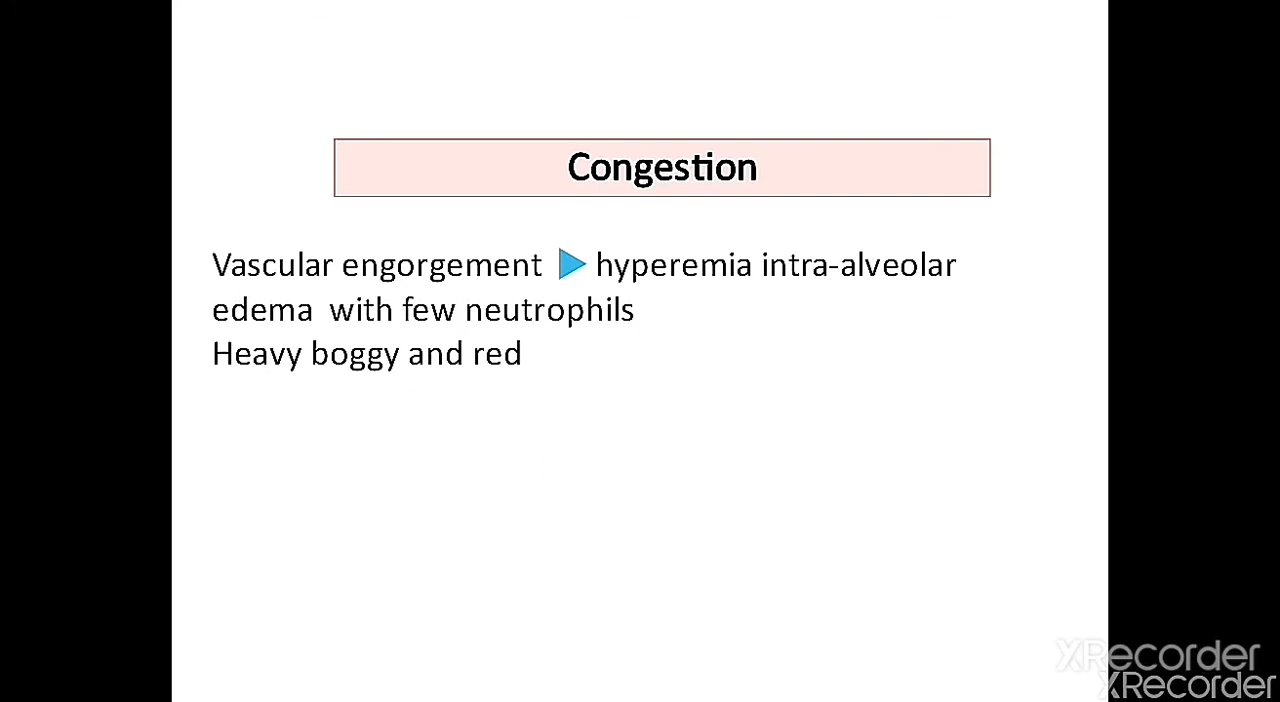 Congestion
Vascular engorgement hyperemia intra-alveolar
edema with few neutrophils
Heavy boggy and red
XRecorder
XRecorder